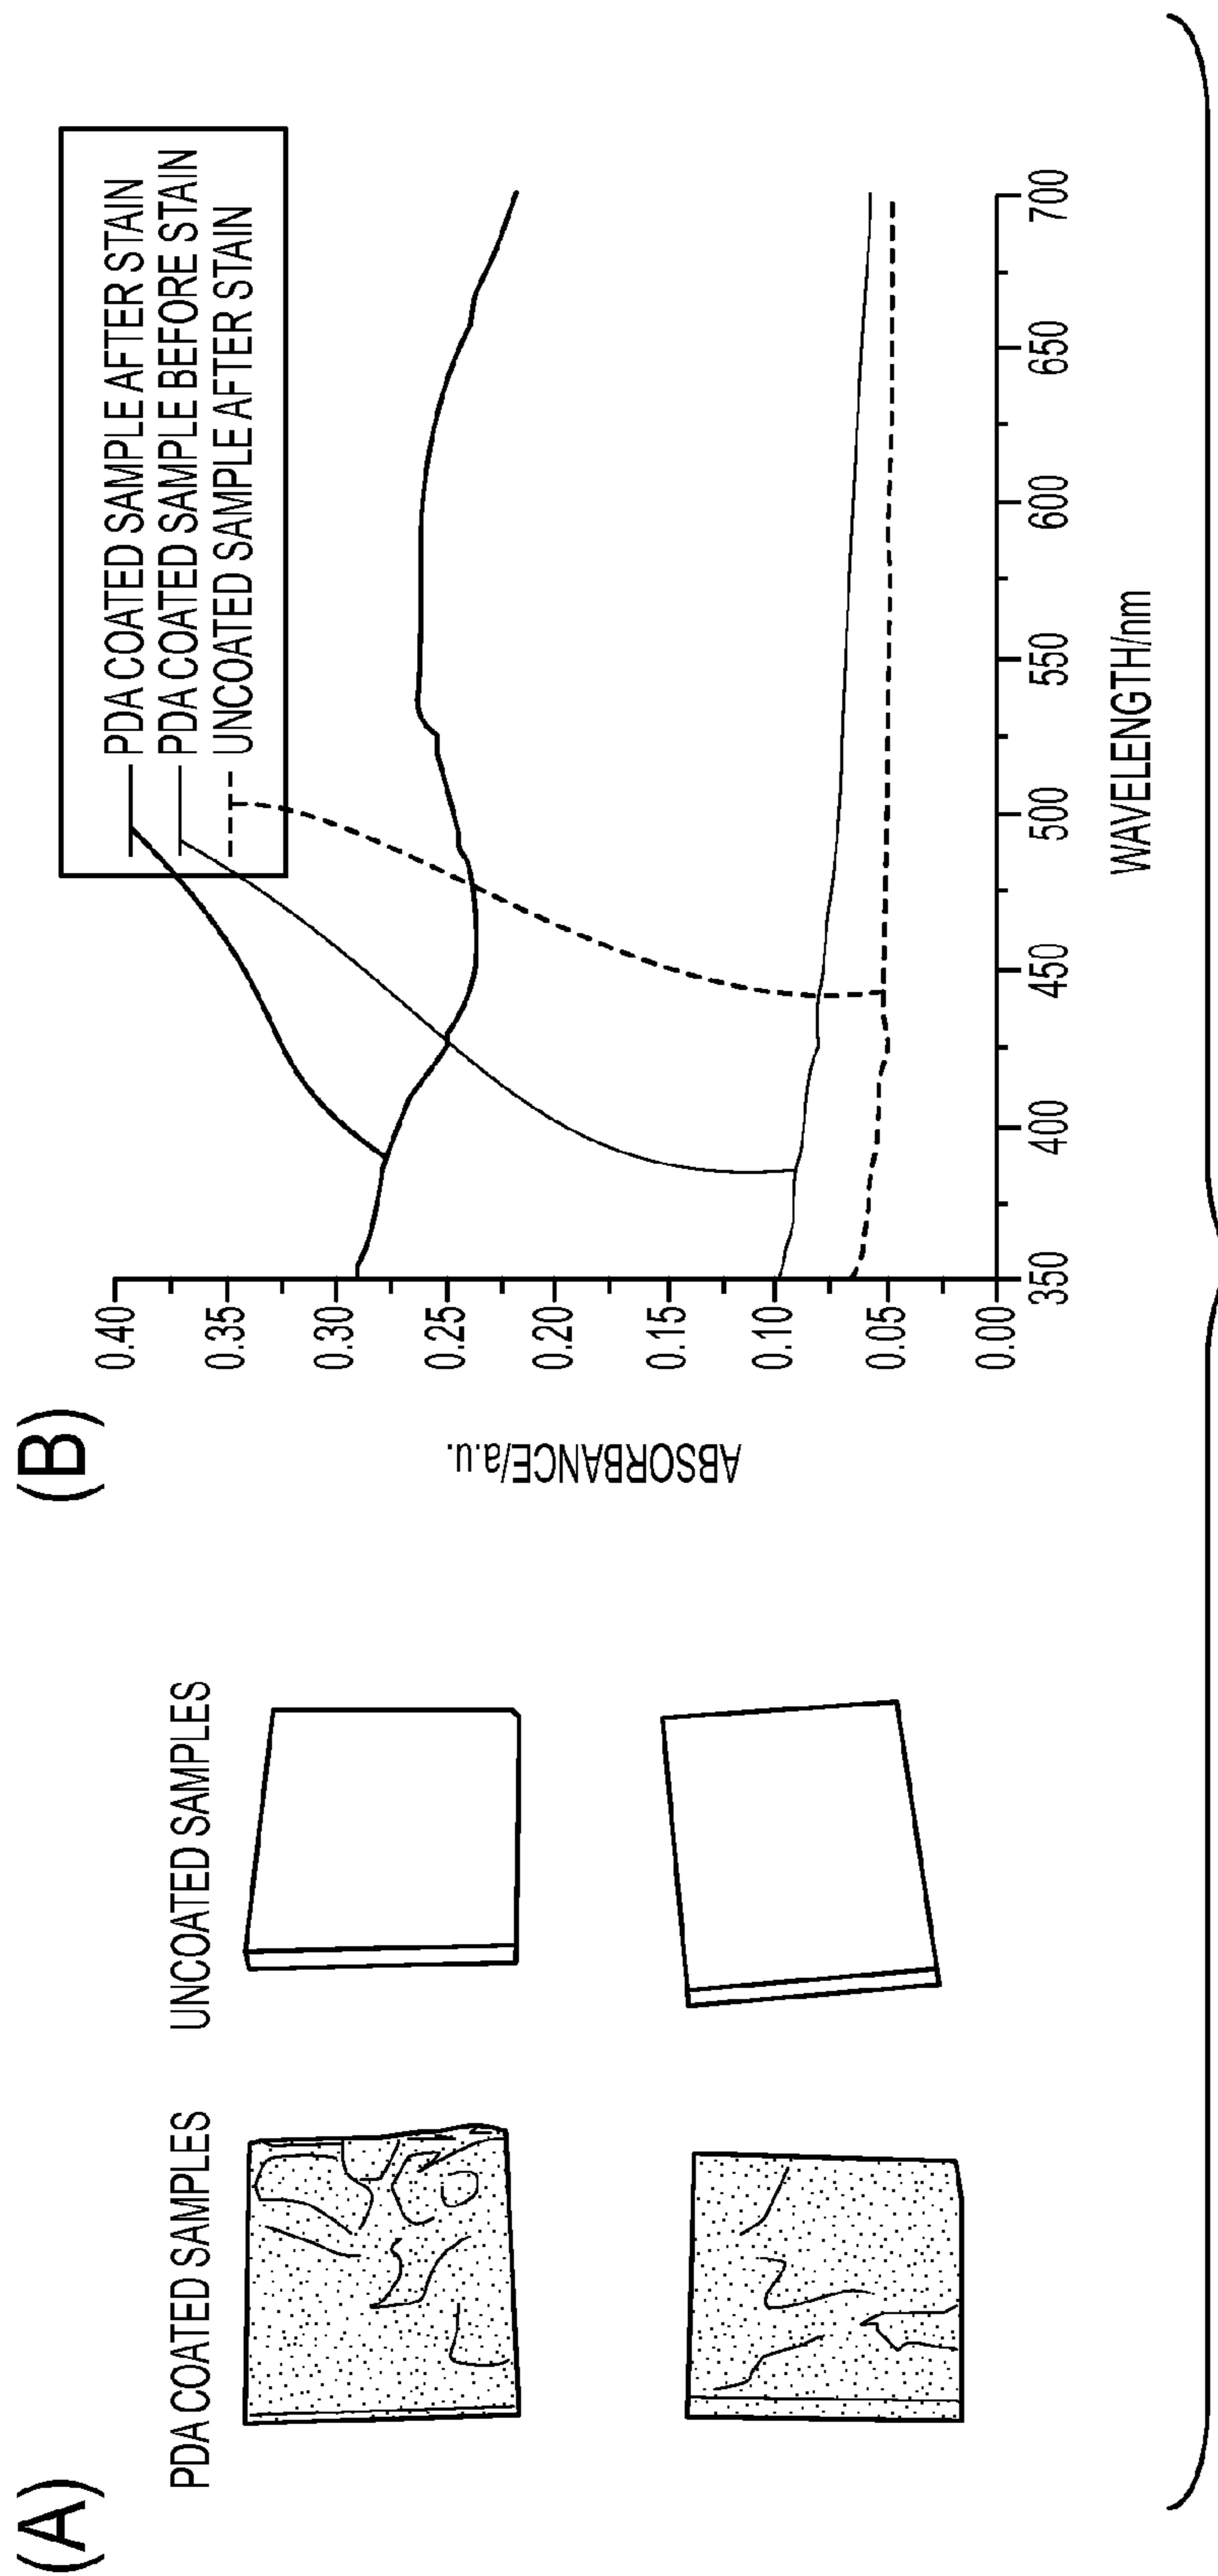 (A)
PDA COATED SAMPLES
UNCOATED SAMPLES
(B)
PDA COATED SAMPLE AFTER STAIN
PDA COATED SAMPLE BEFORE STAIN
UNCOATED SAMPLE AFTER STAIN
ABSORBANCE/a.u.
0.40
0.35
0.30
0.25
0.20
0.15
0.10
0.05
0.00
350
400
450
500
550
600
650
700
WAVELENGTH/nm